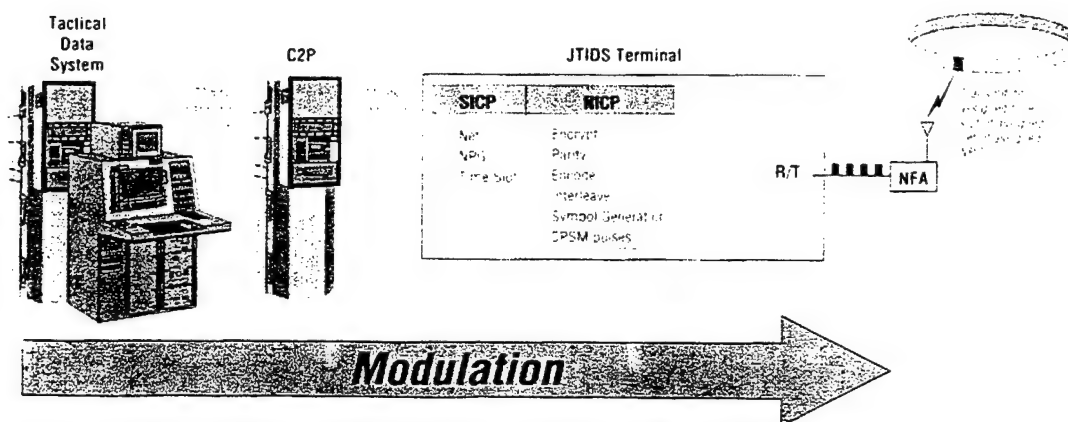 Tactical
Data
System
C2P
JTIDS Terminal
SICP
NICP
Net
NPG
Time Slot
Encrypt
Parity
Encode
Interleave
Symbol Generation
CPSM pulses
R/T
NFA
Modulation